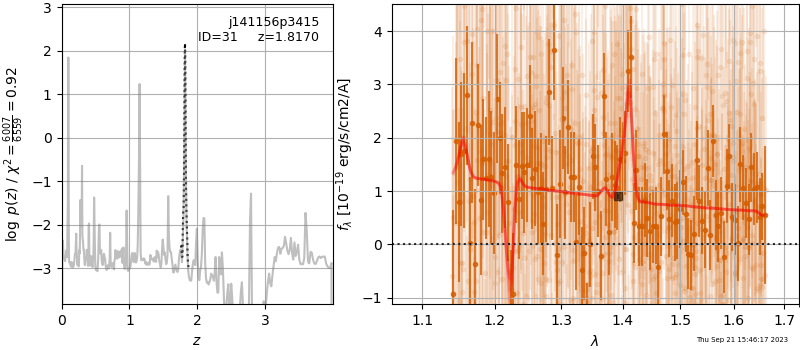 j141156p3415
ID=31 z=1.8170
log p(z) / χ² = 6007/6559 = 0.92
3
2
1
0
−1
−2
−3
0 1 2 3
z
f_λ [10⁻¹⁹ erg/s/cm2/A]
4
3
2
1
0
−1
1.1 1.2 1.3 1.4 1.5 1.6 1.7
λ
Thu Sep 21 15:46:17 2023